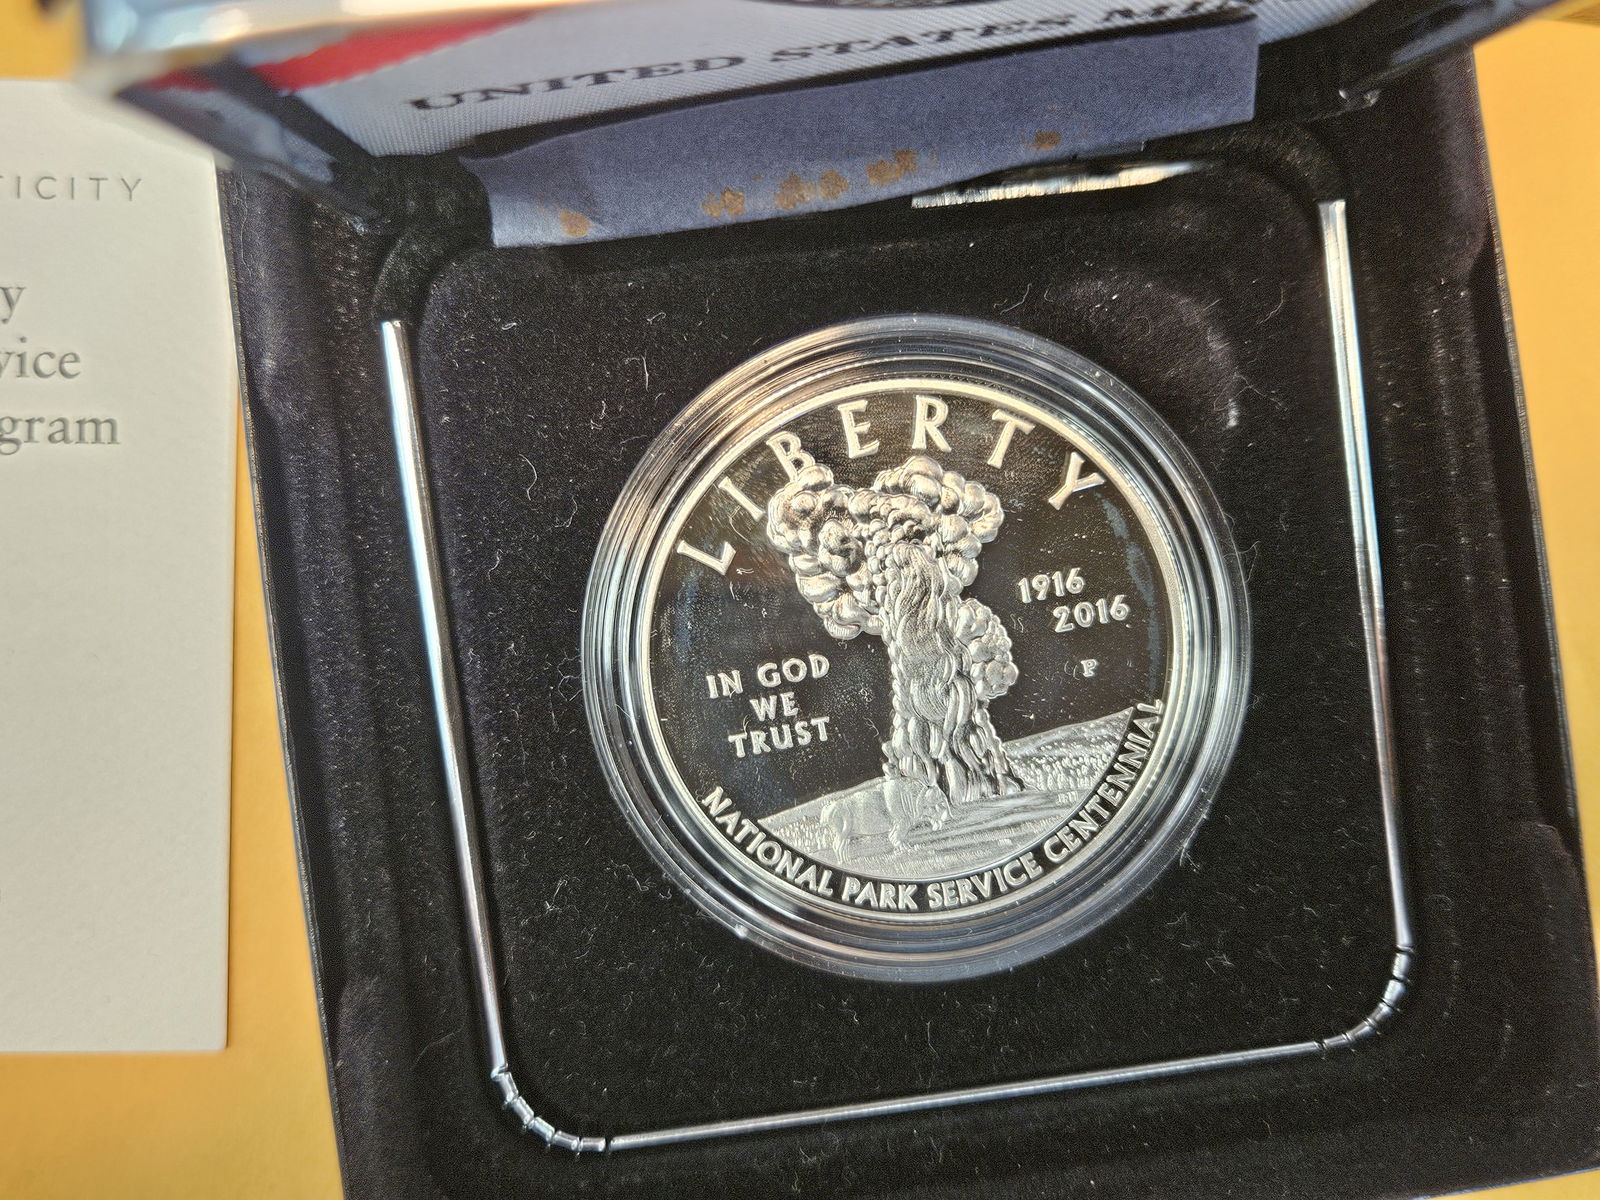 UNITED STATES
TICITY
y
vice
gram
LIBERTY
1916
2016
P
IN GOD
WE
TRUST
NATIONAL PARK SERVICE CENTENNIAL